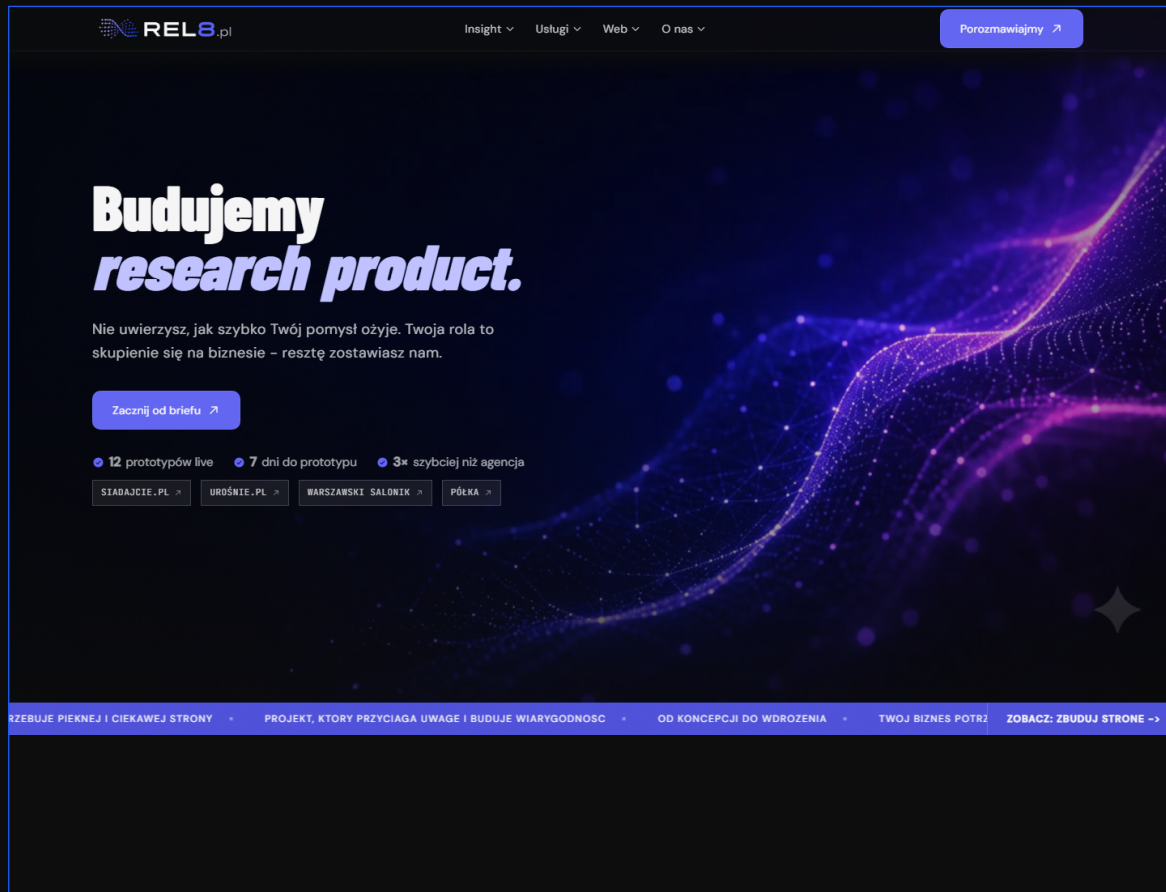 REL8.pl
Insight
Usługi
Web
O nas
Porozmawiajmy
Budujemy
research product.
Nie uwierzysz, jak szybko Twój pomysł ożyje. Twoja rola to
skupienie się na biznesie - resztę zostawiasz nam.
Zacznij od briefu
12 prototypów live
7 dni do prototypu
3× szybciej niż agencja
SIADAJCIE.PL
UROŚNIE.PL
WARSZAWSKI SALONIK
PÓŁKA
RZEBUJE PIEKNEJ I CIEKAWEJ STRONY • PROJEKT, KTORY PRZYCIAGA UWAGE I BUDUJE WIARYGODNOSC • OD KONCEPCJI DO WDROZENIA • TWOJ BIZNES POTRZ
ZOBACZ: ZBUDUJ STRONE ->